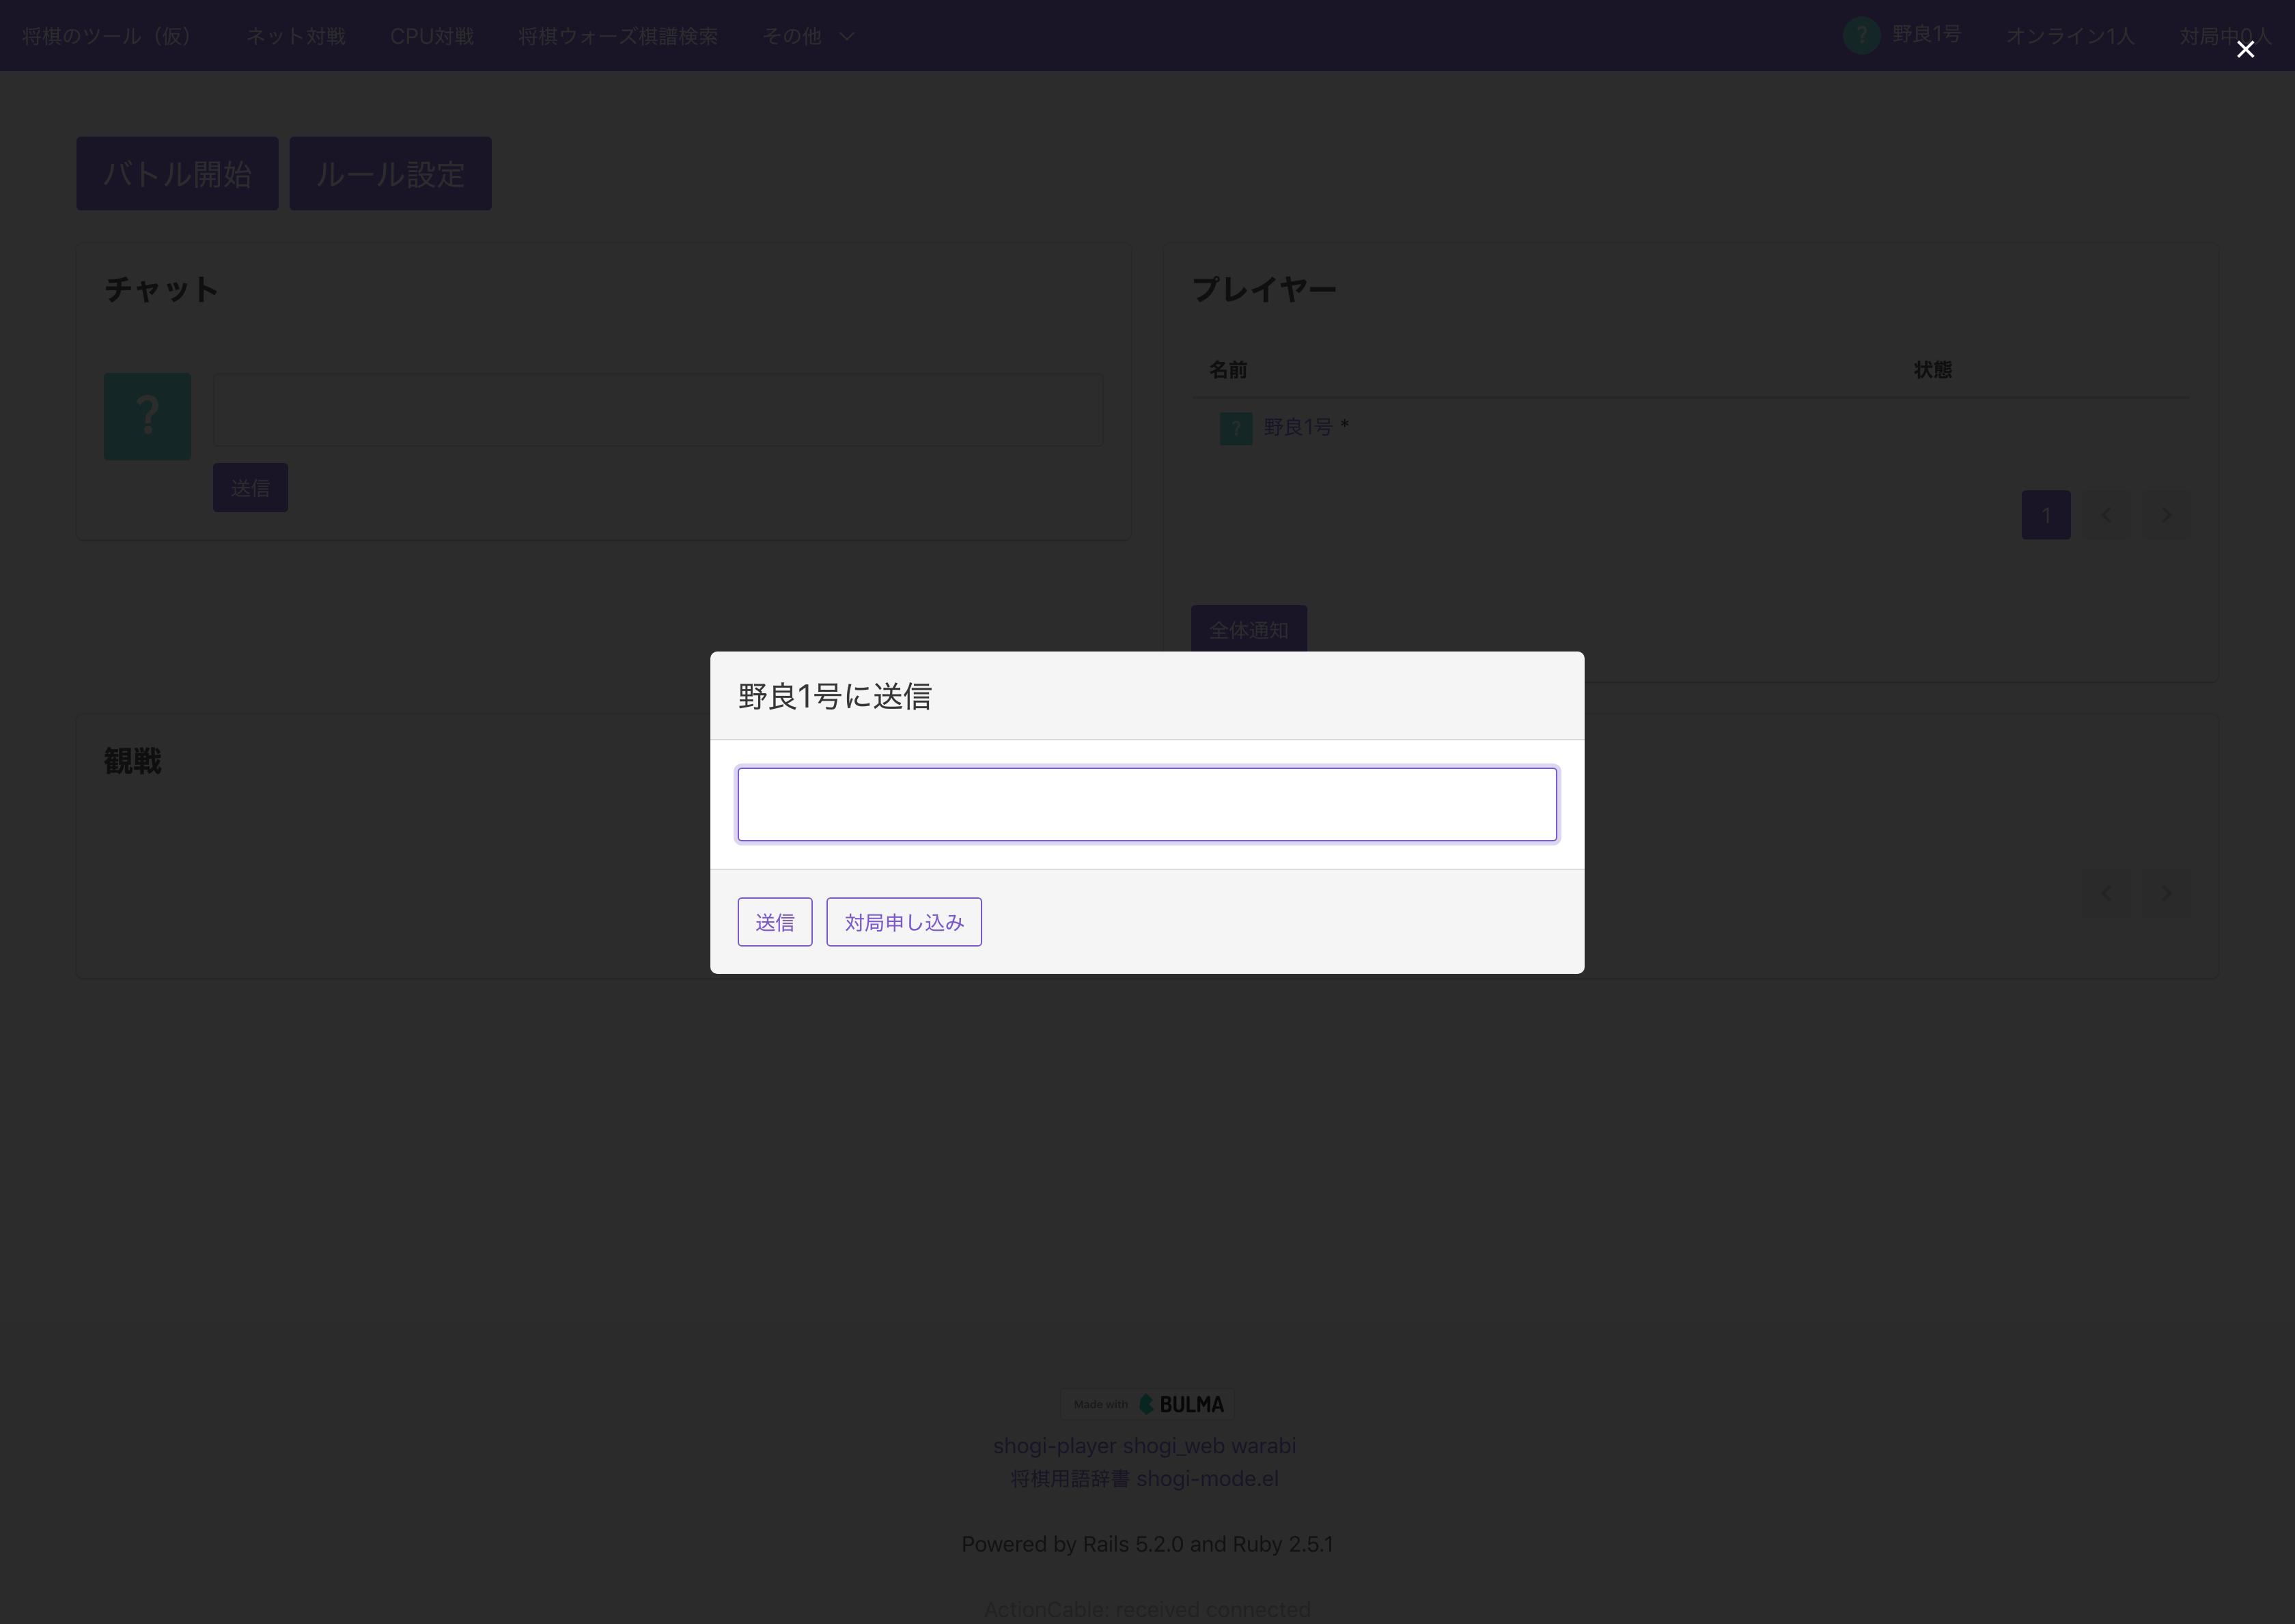 将棋のツール（仮） ネット対戦 CPU対戦 将棋ウォーズ棋譜検索 その他 ? 野良1号 オンライン1人 対局中0人
バトル開始 ルール設定
チャット
?
送信
プレイヤー
名前 状態
? 野良1号 *
1
全体通知
野良1号に送信
送信 対局申し込み
観戦
Made with BULMA
shogi-player shogi_web warabi
将棋用語辞書 shogi-mode.el
Powered by Rails 5.2.0 and Ruby 2.5.1
ActionCable: received connected